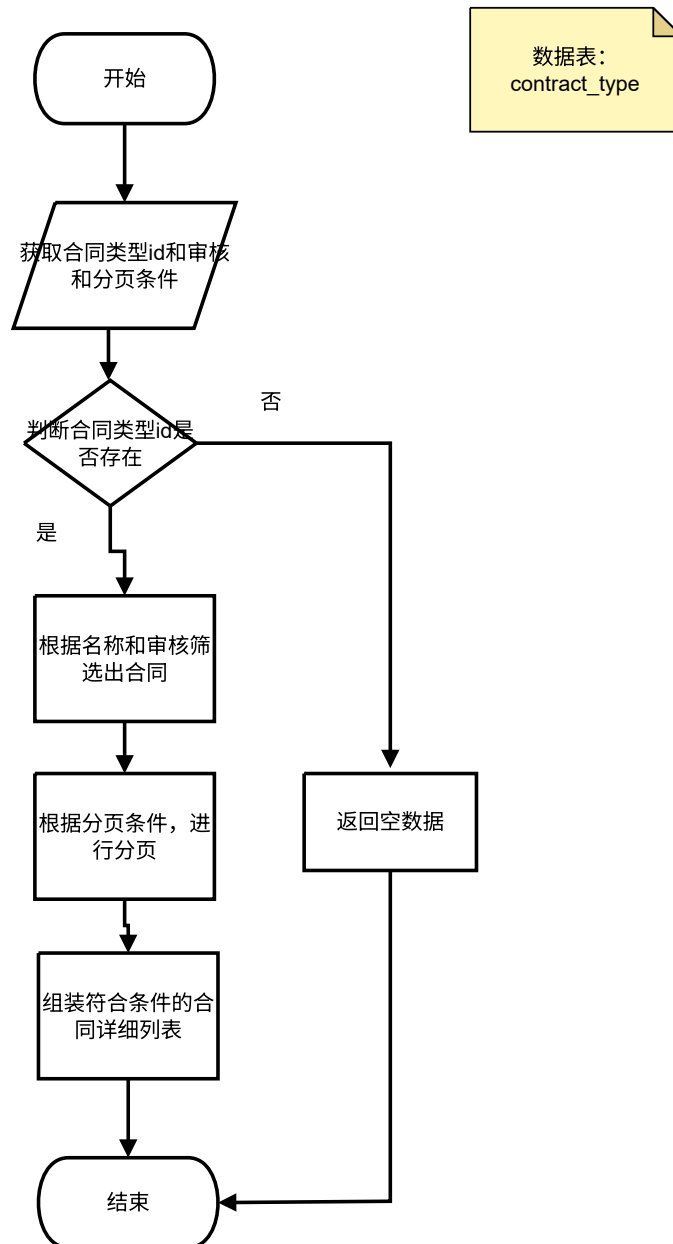 开始
数据表：
contract_type
获取合同类型id和审核
和分页条件
否
判断合同类型id是
否存在
是
根据名称和审核筛
选出合同
根据分页条件，进
行分页
返回空数据
组装符合条件的合
同详细列表
结束